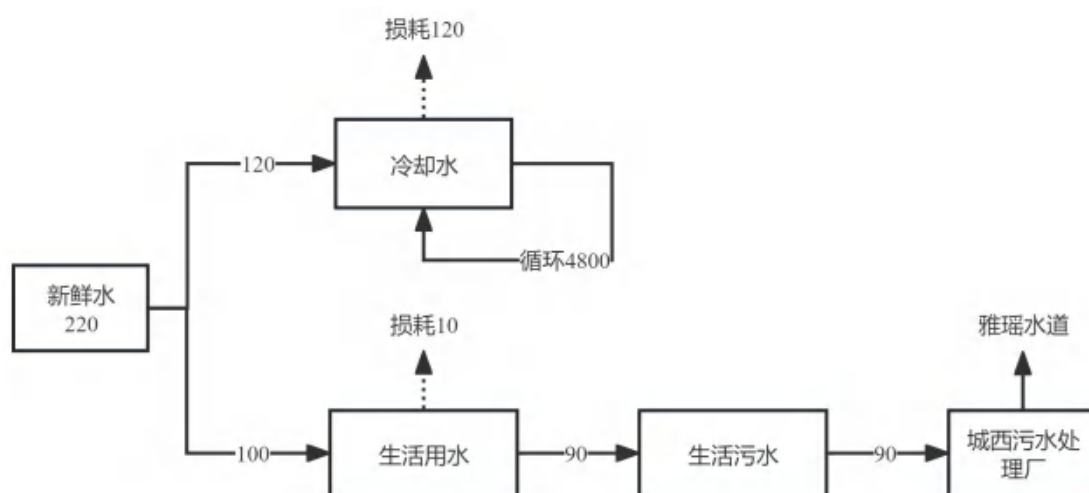 损耗120
120
冷却水
循环4800
新鲜水
220
损耗10
雅瑶水道
100
生活用水
90
生活污水
90
城西污水处
理厂